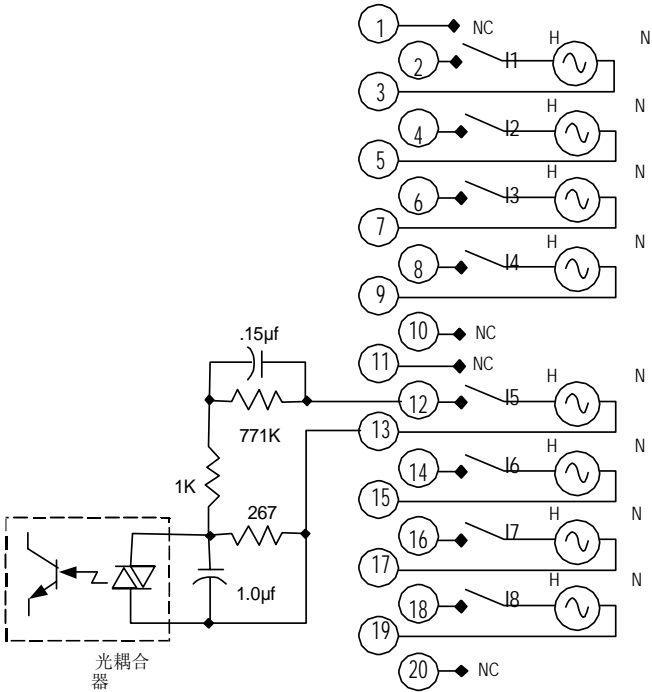 1 NC
2 I1 H N
3
4 I2 H N
5
6 I3 H N
7
8 I4 H N
9
10 NC
11 NC
.15µf
771K
12 I5 H N
13
1K
267
1.0µf
14 I6 H N
15
16 I7 H N
17
18 I8 H N
19
20 NC
光耦合
器